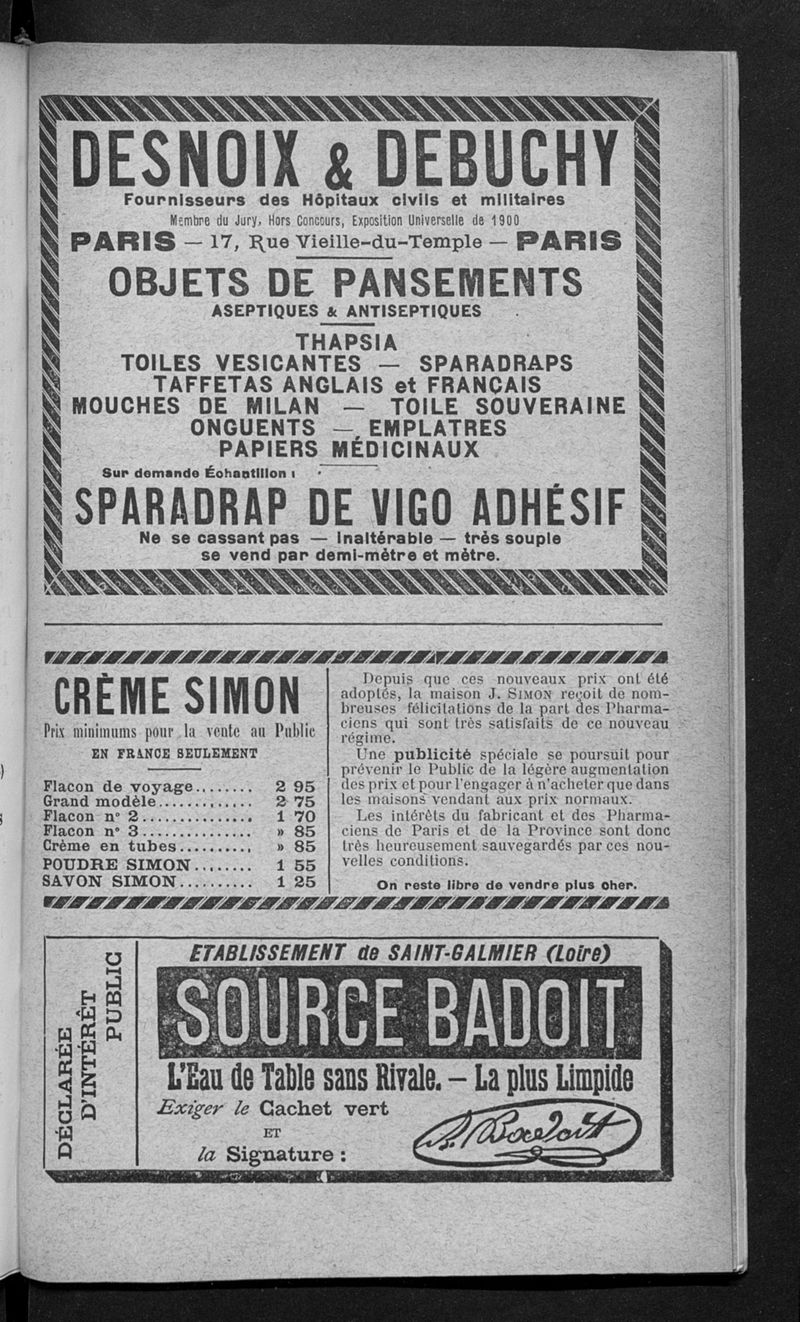 DESNOIX & DEBUCHY
Fournisseurs des Hôpitaux civils et militaires
Membre du Jury, Hors Concours, Exposition Universelle de 1900
PARIS — 17, Rue Vieille-du-Temple — PARIS
OBJETS DE PANSEMENTS
ASEPTIQUES & ANTISEPTIQUES
THAPSIA
TOILES VESICANTES — SPARADRAPS
TAFFETAS ANGLAIS et FRANÇAIS
MOUCHES DE MILAN — TOILE SOUVERAINE
ONGUENTS — EMPLATRES
PAPIERS MÉDICINAUX
Sur demande Échantillon :
SPARADRAP DE VIGO ADHÉSIF
Ne se cassant pas — Inaltérable — très souple
se vend par demi-mètre et mètre.
CRÈME SIMON
Prix minimums pour la vente au Public
EN FRANCE SEULEMENT
Flacon de voyage........ 2 95
Grand modèle............ 2 75
Flacon n° 2.............. 1 70
Flacon n° 3.............. » 85
Crème en tubes.......... » 85
POUDRE SIMON........ 1 55
SAVON SIMON.......... 1 25
Depuis que ces nouveaux prix ont été
adoptés, la maison J. SIMON reçoit de nom-
breuses félicitations de la part des Pharma-
ciens qui sont très satisfaits de ce nouveau
régime.
Une publicité spéciale se poursuit pour
prévenir le Public de la légère augmentation
des prix et pour l'engager à n'acheter que dans
les maisons vendant aux prix normaux.
Les intérêts du fabricant et des Pharma-
ciens de Paris et de la Province sont donc
très heureusement sauvegardés par ces nou-
velles conditions.
On reste libre de vendre plus cher.
DÉCLARÉE
D'INTÉRÊT
PUBLIC
ETABLISSEMENT de SAINT-GALMIER (Loire)
SOURCE BADOIT
L'Eau de Table sans Rivale. — La plus Limpide
Exiger le Cachet vert
ET
la Signature :
A. Badoit